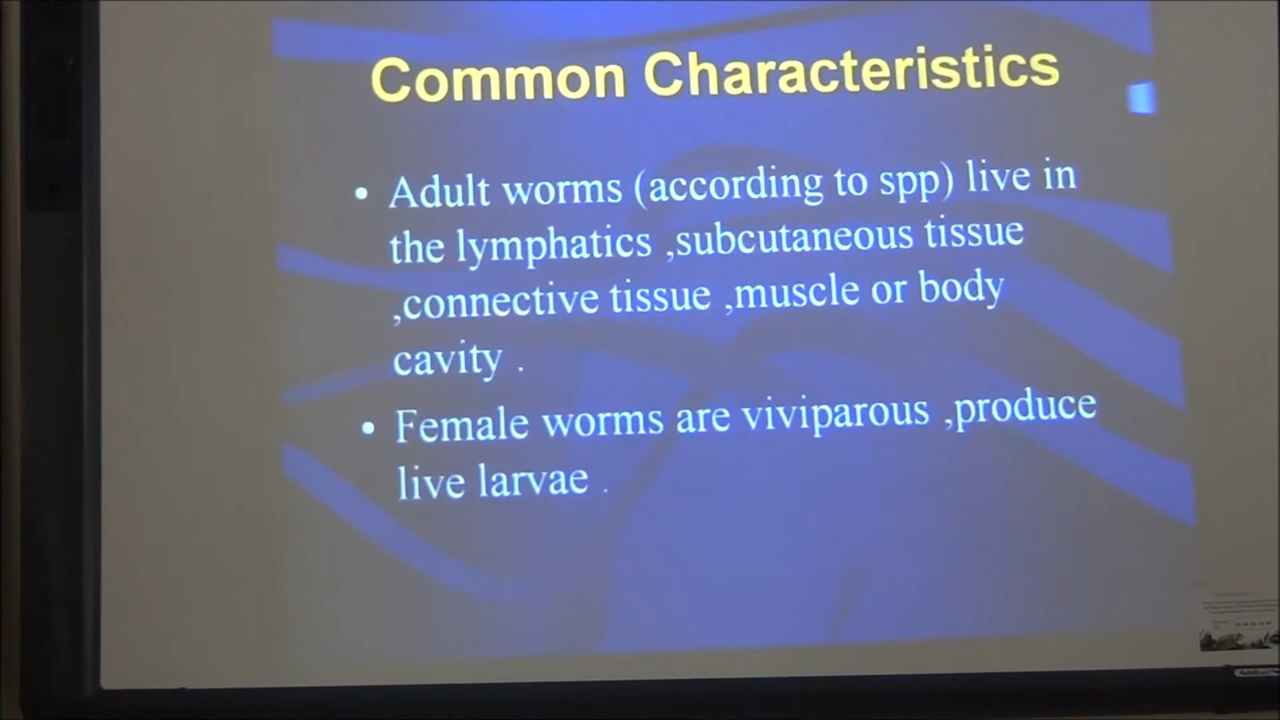 Common Characteristics
• Adult worms (according to spp) live in
the lymphatics ,subcutaneous tissue
,connective tissue ,muscle or body
cavity .
• Female worms are viviparous ,produce
live larvae .